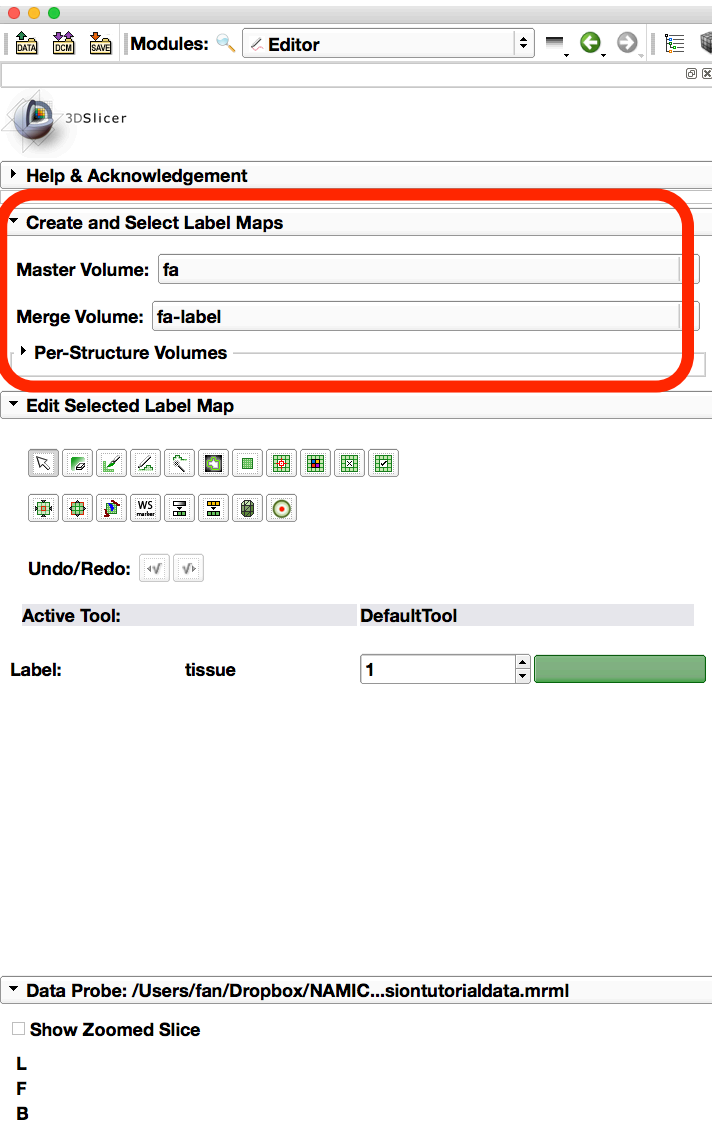 DATA DCM SAVE Modules: Editor
3DSlicer
Help & Acknowledgement
Create and Select Label Maps
Master Volume: fa
Merge Volume: fa-label
Per-Structure Volumes
Edit Selected Label Map
WS marker
Undo/Redo:
Active Tool: DefaultTool
Label: tissue 1
Data Probe: /Users/fan/Dropbox/NAMIC...siontutorialdata.mrml
Show Zoomed Slice
L
F
B